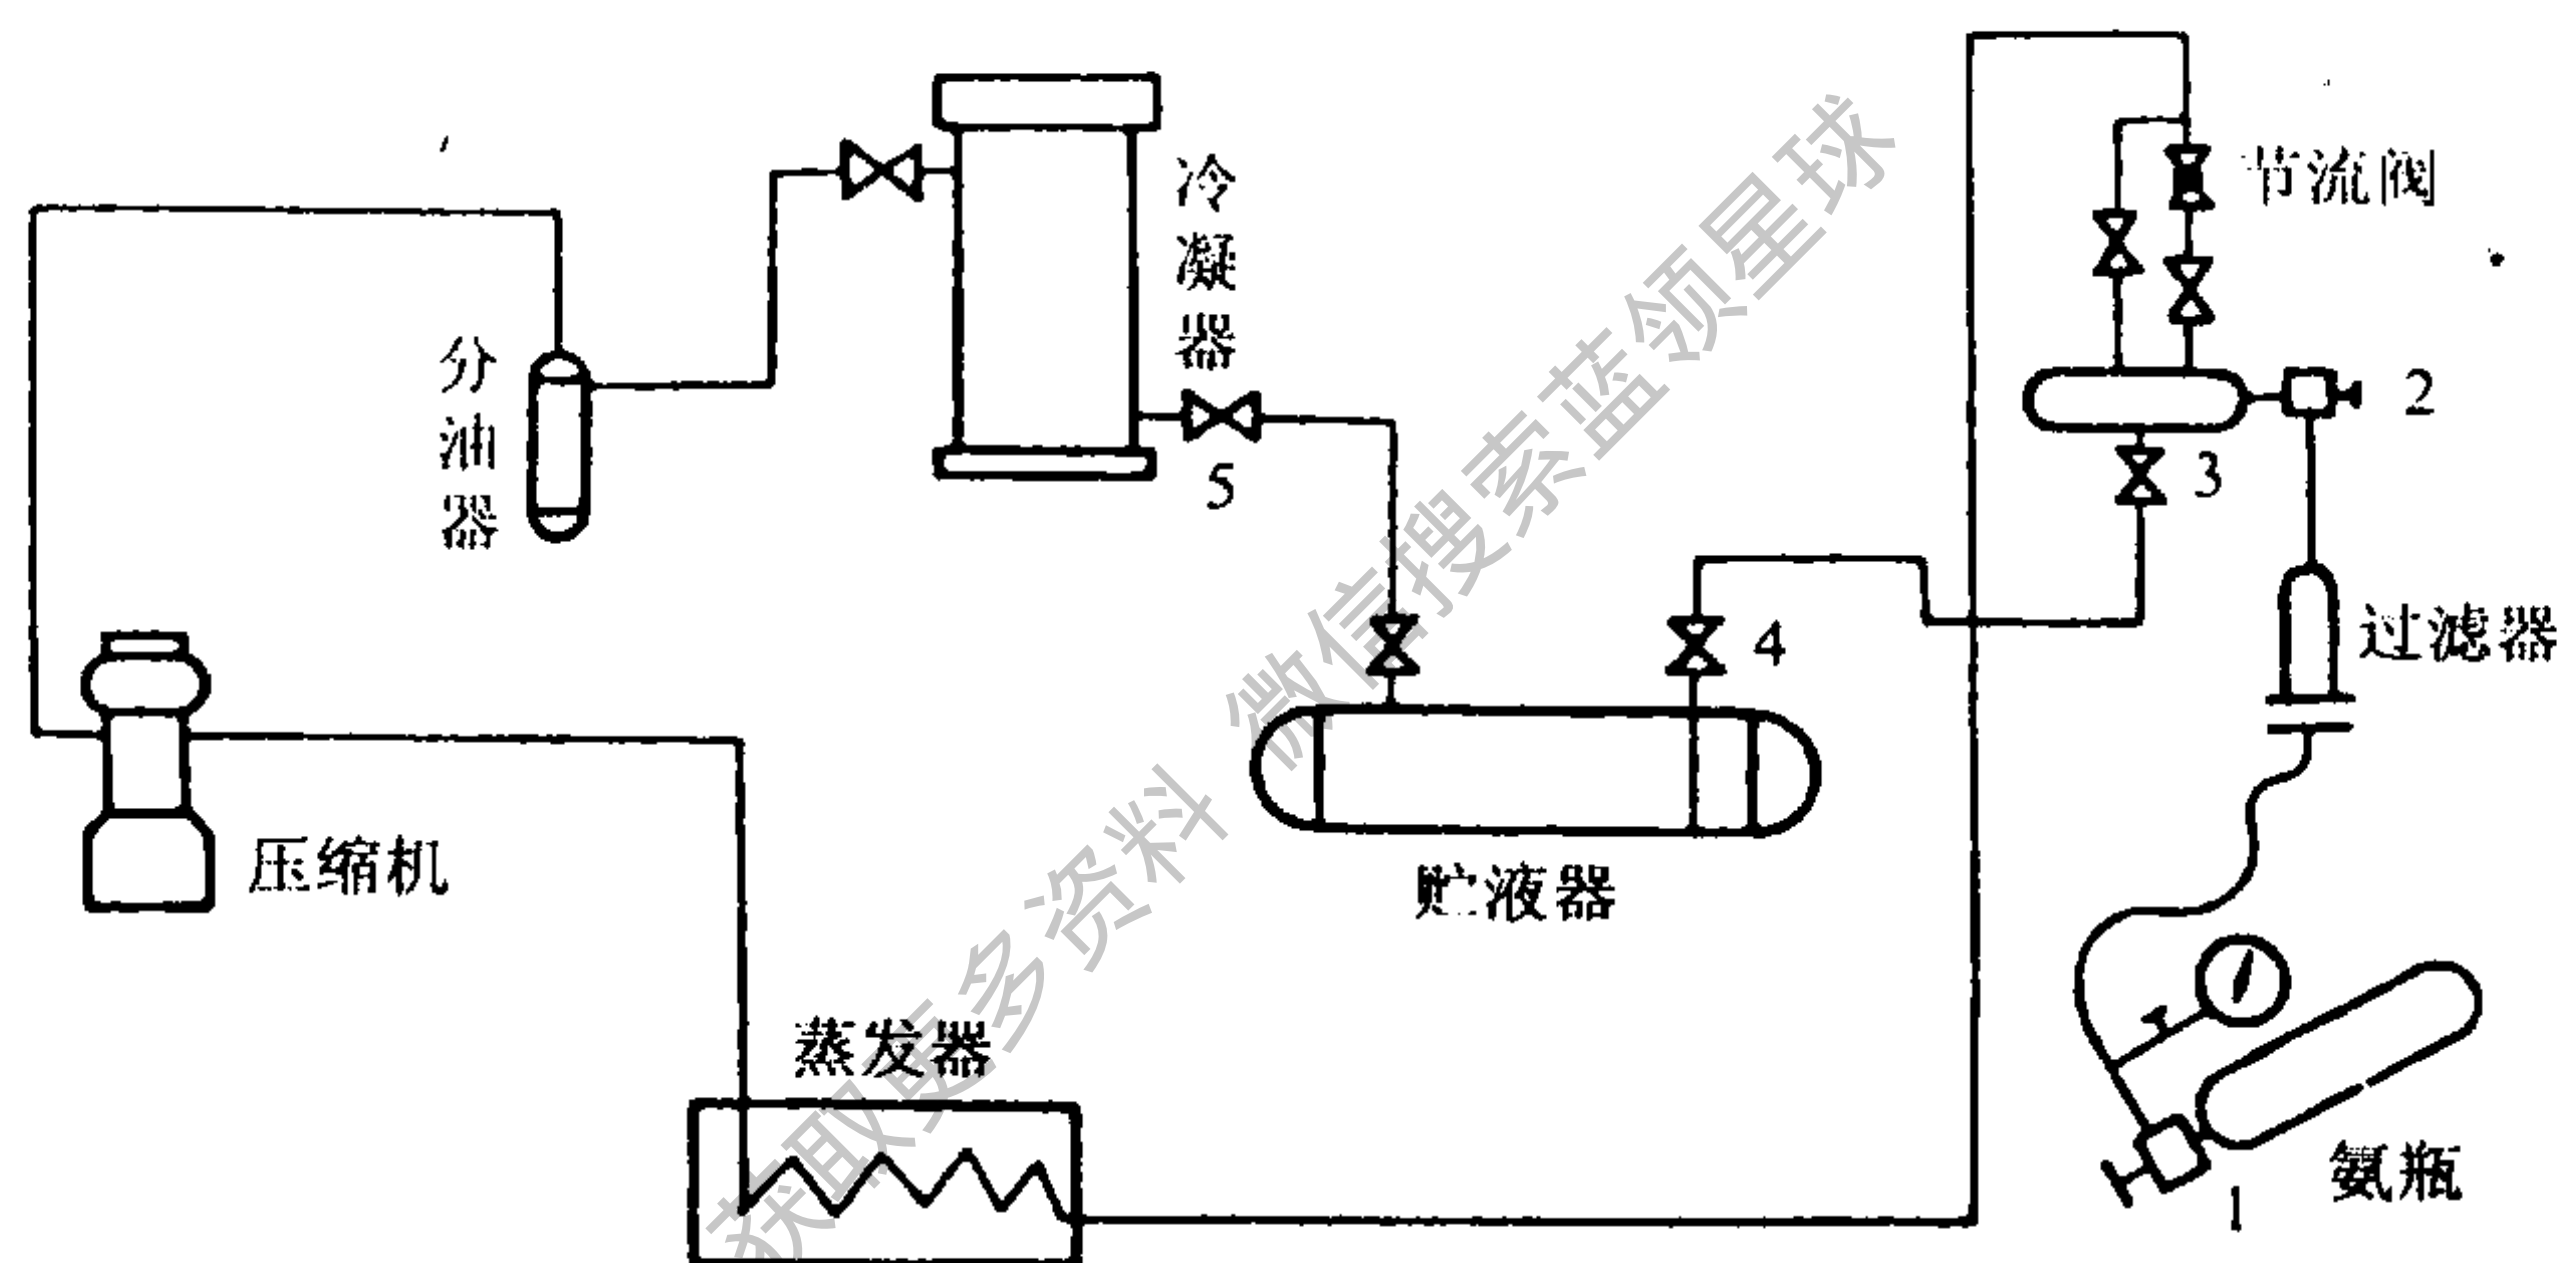 冷凝器
节流阀
分油器
2
3
5
4
过滤器
压缩机
贮液器
蒸发器
氨瓶
1
获取更多资料 微信搜索蓝领星球